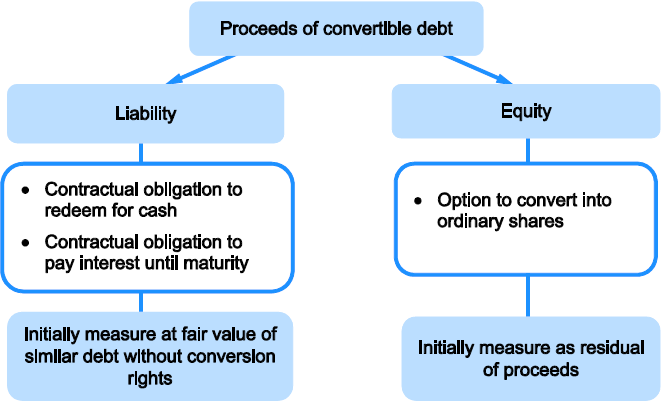 Proceeds of convertible debt
Liability
Equity
• Contractual obligation to
redeem for cash
• Contractual obligation to
pay interest until maturity
• Option to convert into
ordinary shares
Initially measure at fair value of
similar debt without conversion
rights
Initially measure as residual
of proceeds